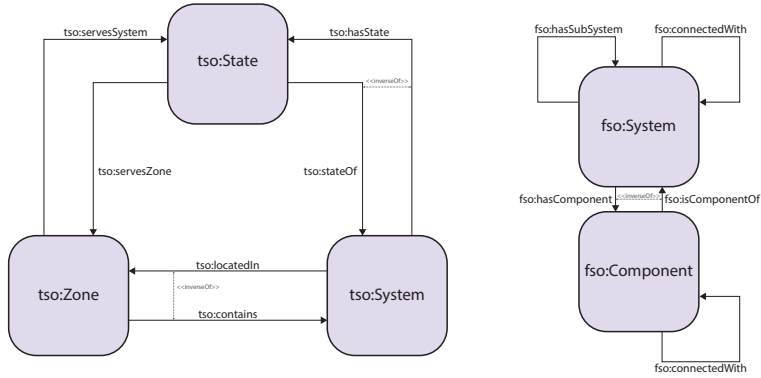 tso:servesSystem
tso:hasState
tso:State
<<inverseOf>>
tso:servesZone
tso:stateOf
tso:locatedIn
tso:Zone
<<inverseOf>>
tso:System
tso:contains
fso:hasSubSystem
fso:connectedWith
fso:System
fso:hasComponent
<<inverseOf>>
fso:isComponentOf
fso:Component
fso:connectedWith